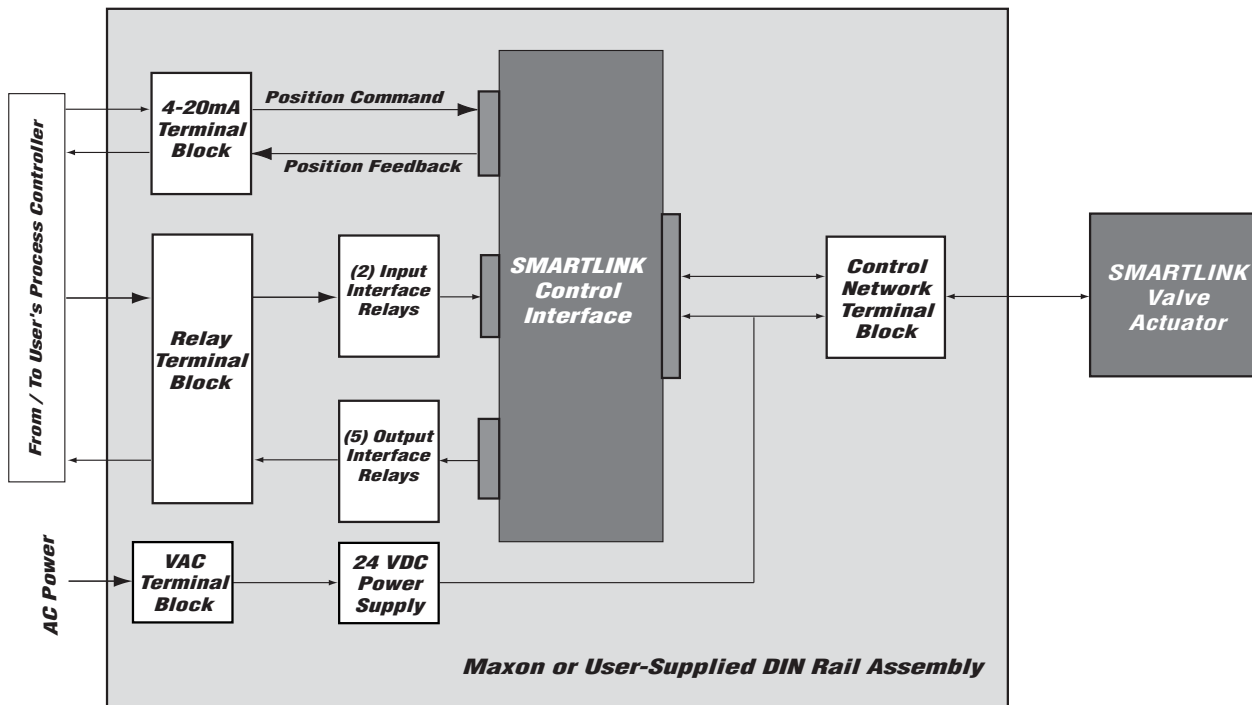 From / To User's Process Controller
4-20mA
Terminal
Block
Position Command
Position Feedback
Relay
Terminal
Block
(2) Input
Interface
Relays
(5) Output
Interface
Relays
SMARTLINK
Control
Interface
Control
Network
Terminal
Block
SMARTLINK
Valve
Actuator
AC Power
VAC
Terminal
Block
24 VDC
Power
Supply
Maxon or User-Supplied DIN Rail Assembly